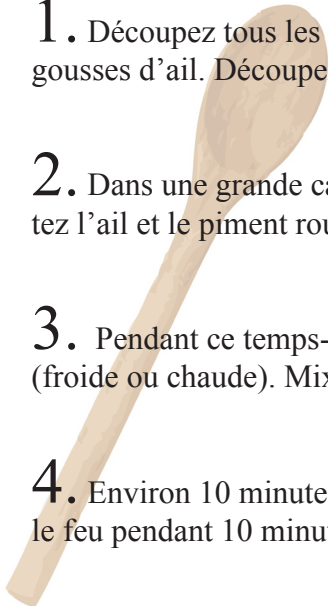 1. Découpez tous les
gousses d'ail. Découpe
2. Dans une grande ca
tez l'ail et le piment rou
3. Pendant ce temps-
(froide ou chaude). Mix
4. Environ 10 minute
le feu pendant 10 minut